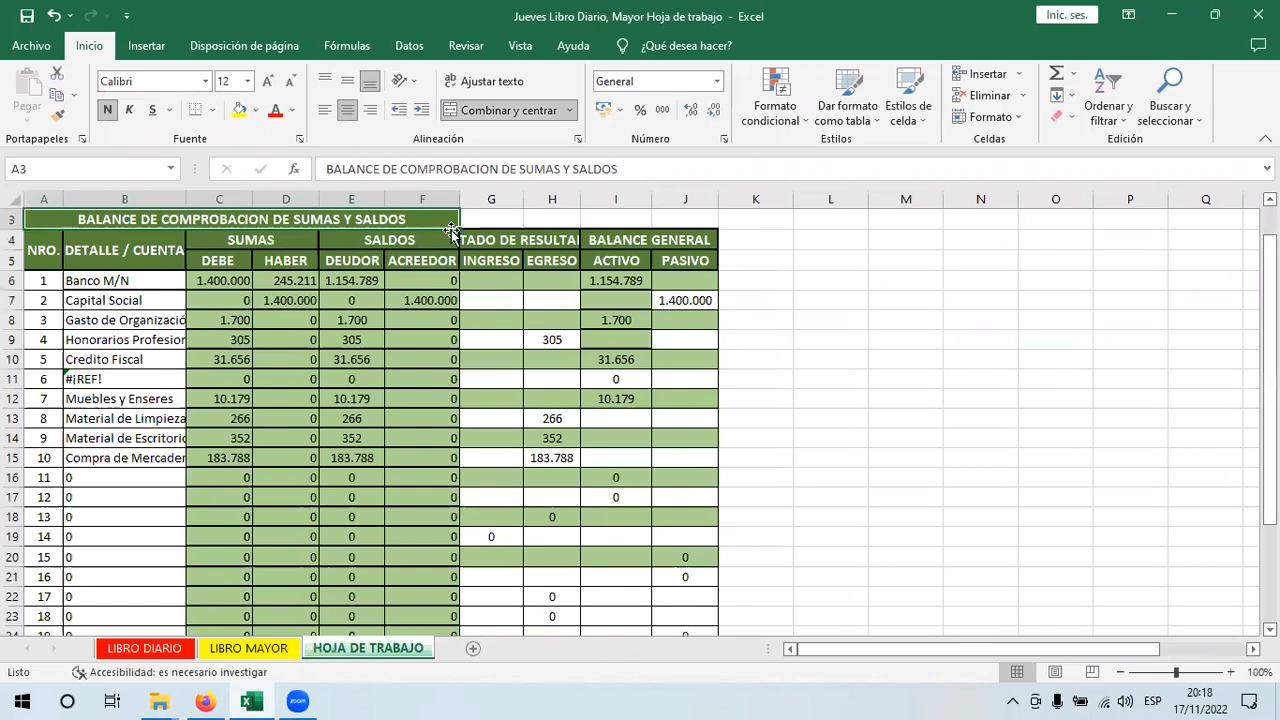 Jueves Libro Diario, Mayor Hoja de trabajo - Excel
Inic. ses.
Archivo Inicio Insertar Disposición de página Fórmulas Datos Revisar Vista Ayuda ¿Qué desea hacer?
Pegar
Calibri 12
N K S
Ajustar texto
Combinar y centrar
General
% 000
Formato condicional
Dar formato como tabla
Estilos de celda
Insertar
Eliminar
Formato
Ordenar y filtrar
Buscar y seleccionar
Portapapeles Fuente Alineación Número Estilos Celdas Edición
A3 fx BALANCE DE COMPROBACION DE SUMAS Y SALDOS
A B C D E F G H I J K L M N O P Q
3 BALANCE DE COMPROBACION DE SUMAS Y SALDOS
4 NRO. DETALLE / CUENTA SUMAS SALDOS TADO DE RESULTA BALANCE GENERAL
5 DEBE HABER DEUDOR ACREEDOR INGRESO EGRESO ACTIVO PASIVO
6 1 Banco M/N 1.400.000 245.211 1.154.789 0 1.154.789
7 2 Capital Social 0 1.400.000 0 1.400.000 1.400.000
8 3 Gasto de Organizació 1.700 0 1.700 0 1.700
9 4 Honorarios Profesion 305 0 305 0 305
10 5 Credito Fiscal 31.656 0 31.656 0 31.656
11 6 #¡REF! 0 0 0 0 0
12 7 Muebles y Enseres 10.179 0 10.179 0 10.179
13 8 Material de Limpieza 266 0 266 0 266
14 9 Material de Escritorio 352 0 352 0 352
15 10 Compra de Mercader 183.788 0 183.788 0 183.788
16 11 0 0 0 0 0 0
17 12 0 0 0 0 0 0
18 13 0 0 0 0 0 0
19 14 0 0 0 0 0 0
20 15 0 0 0 0 0 0
21 16 0 0 0 0 0 0
22 17 0 0 0 0 0 0
23 18 0 0 0 0 0 0
LIBRO DIARIO LIBRO MAYOR HOJA DE TRABAJO
Listo Accesibilidad: es necesario investigar 100%
zoom
ESP
20:18
17/11/2022